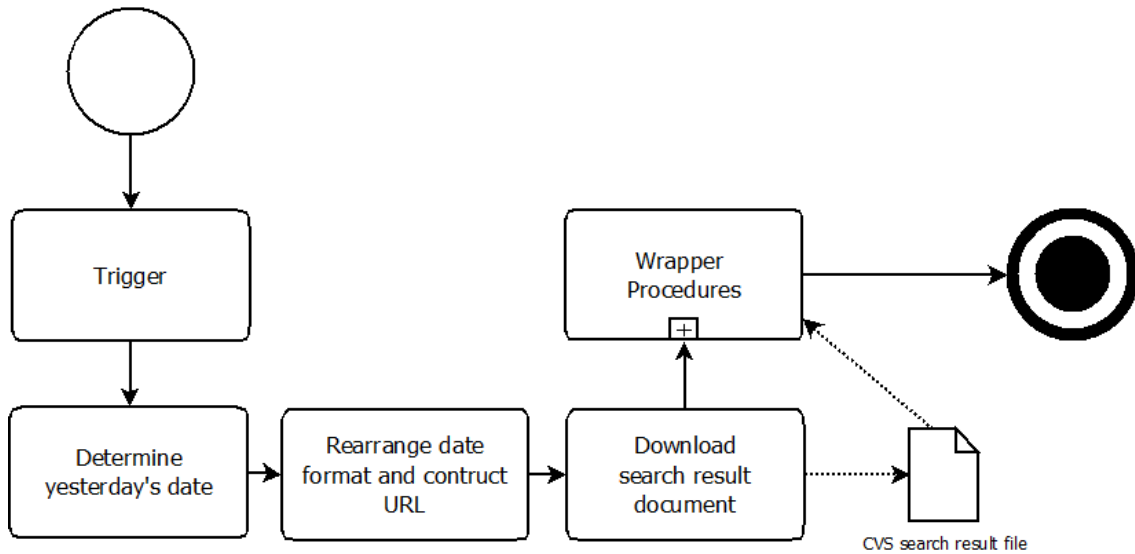 Trigger
Wrapper
Procedures
+
Determine
yesterday's date
Rearrange date
format and contruct
URL
Download
search result
document
CVS search result file